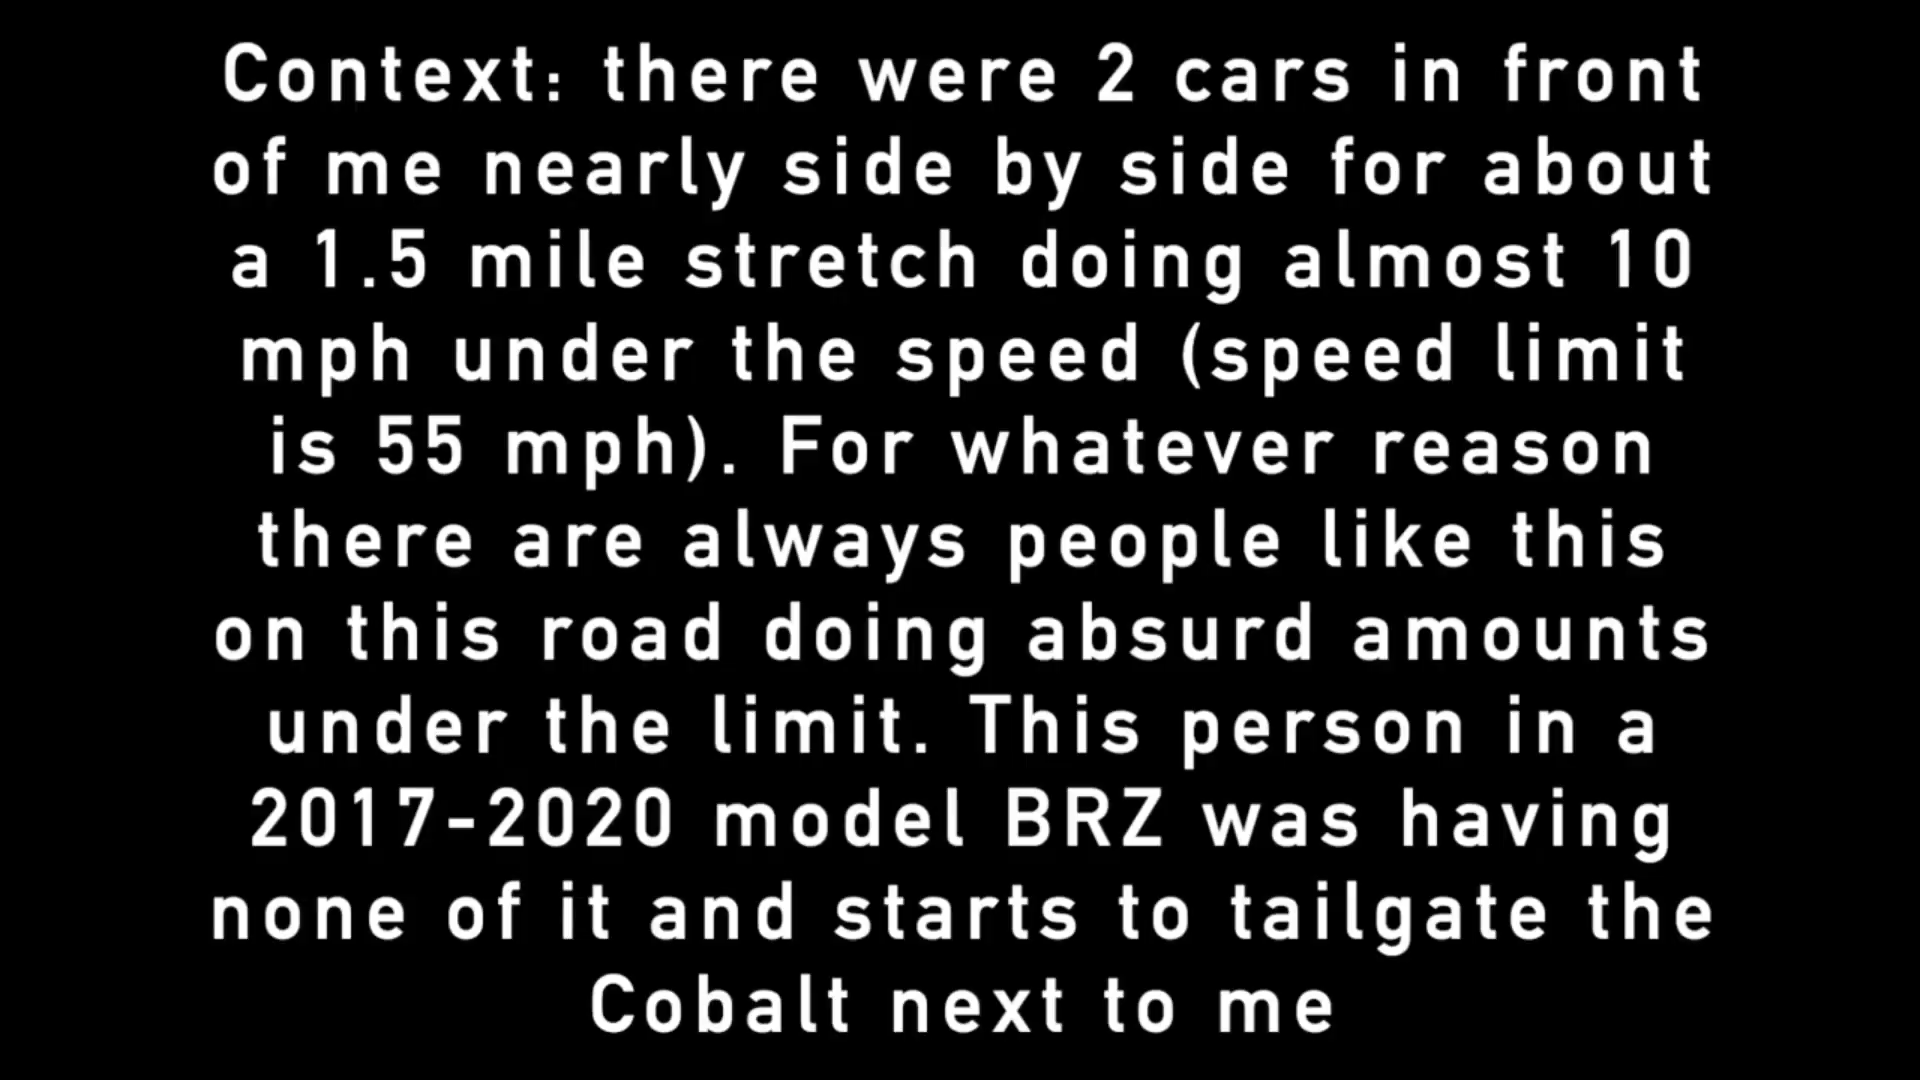 Context: there were 2 cars in front
of me nearly side by side for about
a 1.5 mile stretch doing almost 10
mph under the speed (speed limit
is 55 mph). For whatever reason
there are always people like this
on this road doing absurd amounts
under the limit. This person in a
2017-2020 model BRZ was having
none of it and starts to tailgate the
Cobalt next to me